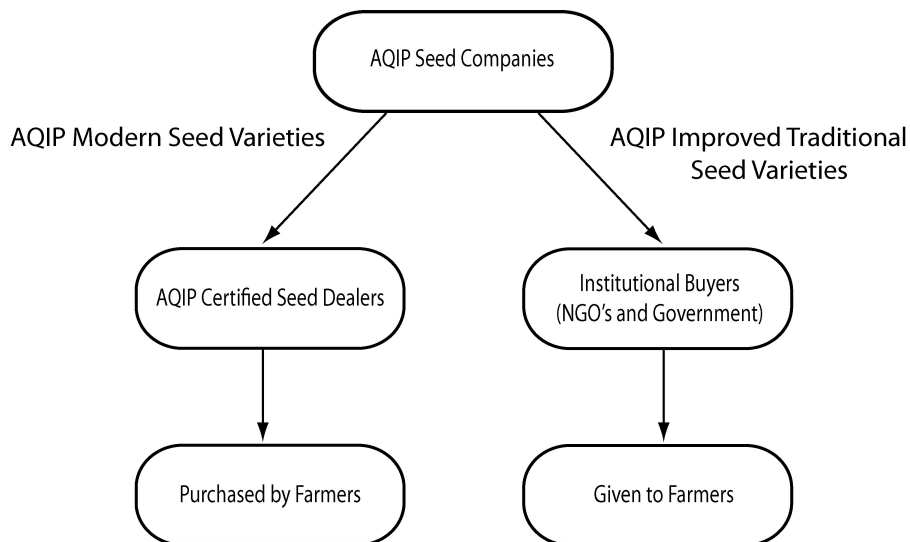 AQIP Seed Companies
AQIP Modern Seed Varieties
AQIP Improved Traditional
Seed Varieties
AQIP Certified Seed Dealers
Institutional Buyers
(NGO's and Government)
Purchased by Farmers
Given to Farmers